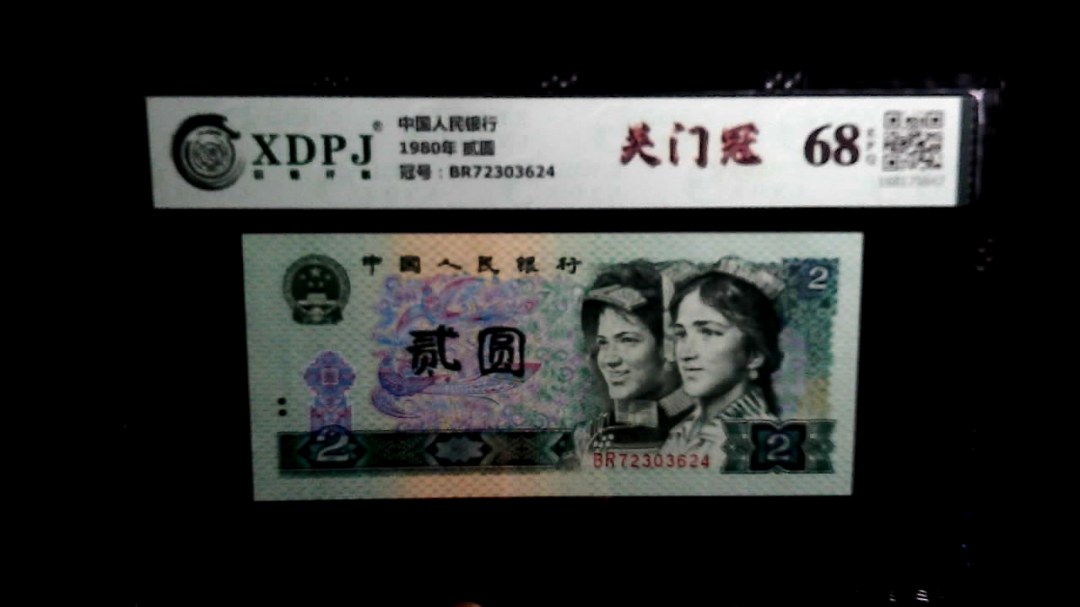 XDPJ®
中国人民银行
1980年 贰圆
冠号：BR72303624
关门冠
68
EPQ
中国人民银行
2
贰圆
2
2
BR72303624